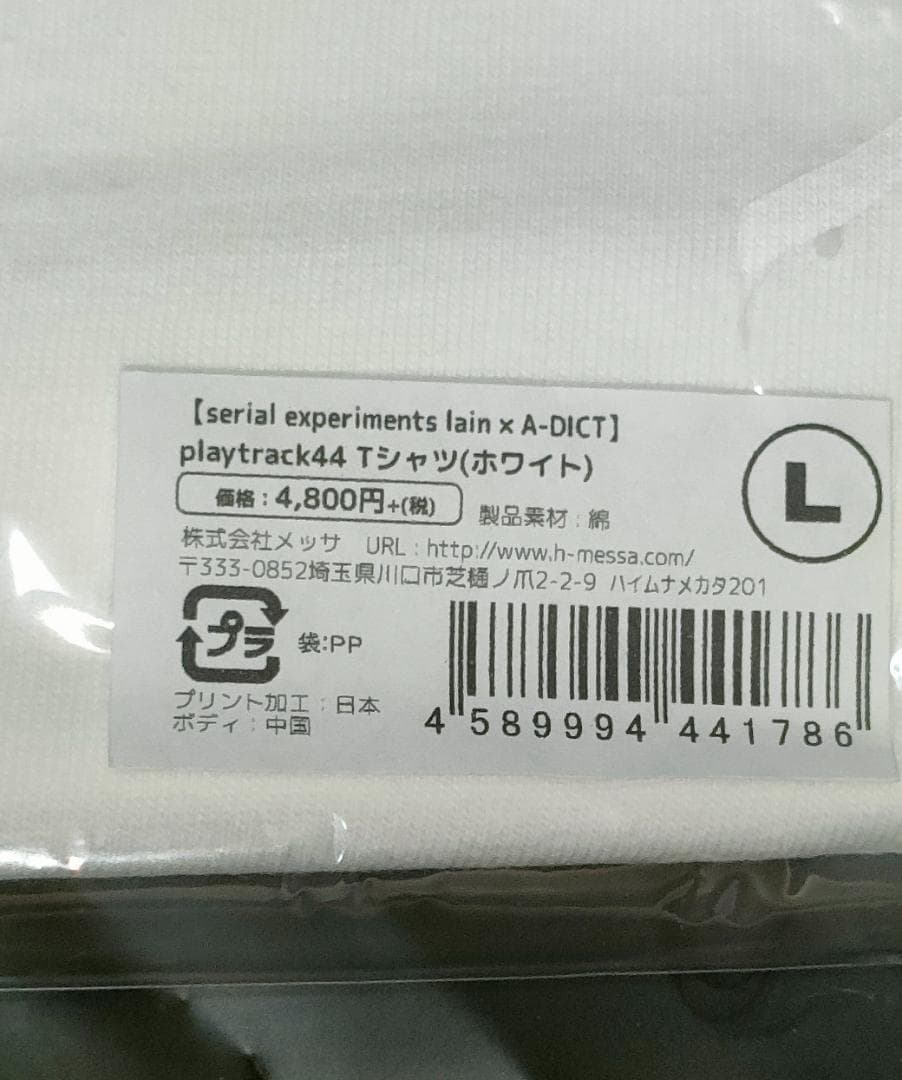 【serial experiments lain × A-DICT】
playtrack44 Tシャツ(ホワイト)
L
価格：4,800円+(税)　製品素材：綿
株式会社メッサ　URL：http://www.h-messa.com/
〒333-0852埼玉県川口市芝樋ノ爪2-2-9 ハイムナメカタ201
プラ　袋:PP
プリント加工：日本
ボディ：中国
4 589994 441786